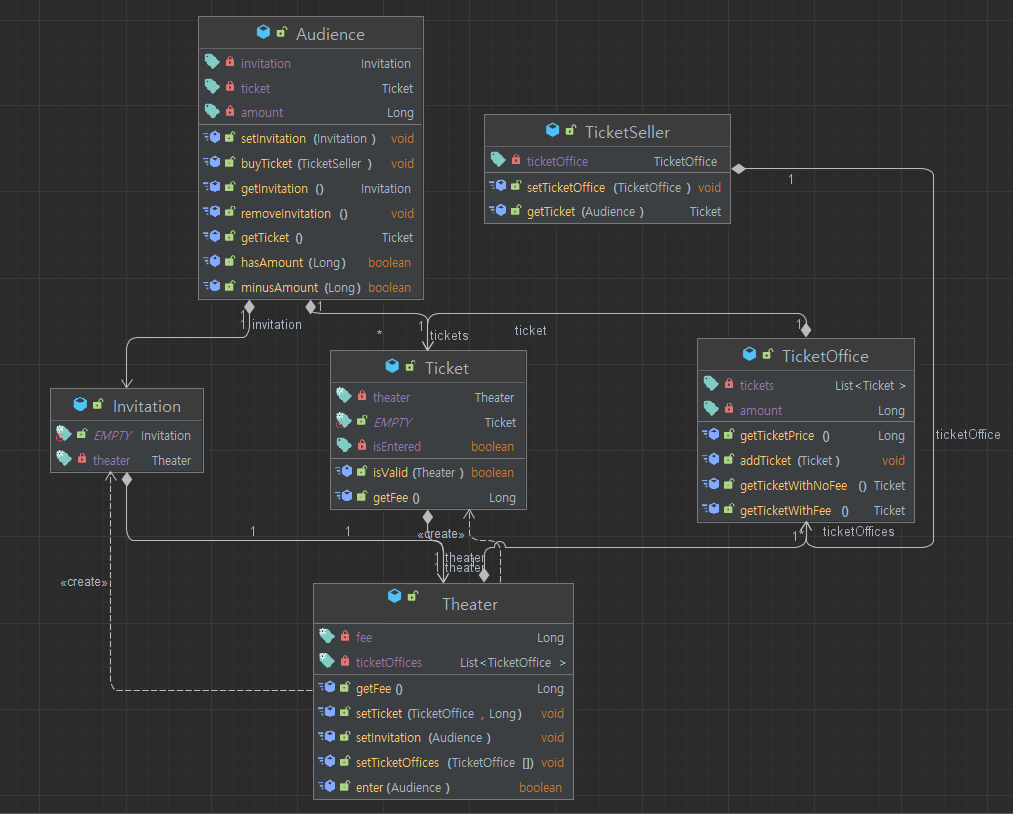 Audience
invitation Invitation
ticket Ticket
amount Long
setInvitation (Invitation ) void
buyTicket (TicketSeller ) void
getInvitation () Invitation
removeInvitation () void
getTicket () Ticket
hasAmount (Long) boolean
minusAmount (Long) boolean
TicketSeller
ticketOffice TicketOffice
setTicketOffice (TicketOffice ) void
getTicket (Audience ) Ticket
1
1
1
invitation
*
1
tickets
ticket
1
Invitation
EMPTY Invitation
theater Theater
Ticket
theater Theater
EMPTY Ticket
isEntered boolean
isValid (Theater ) boolean
getFee () Long
TicketOffice
tickets List<Ticket >
amount Long
getTicketPrice () Long
addTicket (Ticket ) void
getTicketWithNoFee () Ticket
getTicketWithFee () Ticket
ticketOffice
1
1
«create»
1
theater
1
theater
1
1
*
ticketOffices
«create»
Theater
fee Long
ticketOffices List<TicketOffice >
getFee () Long
setTicket (TicketOffice , Long) void
setInvitation (Audience ) void
setTicketOffices (TicketOffice []) void
enter (Audience ) boolean